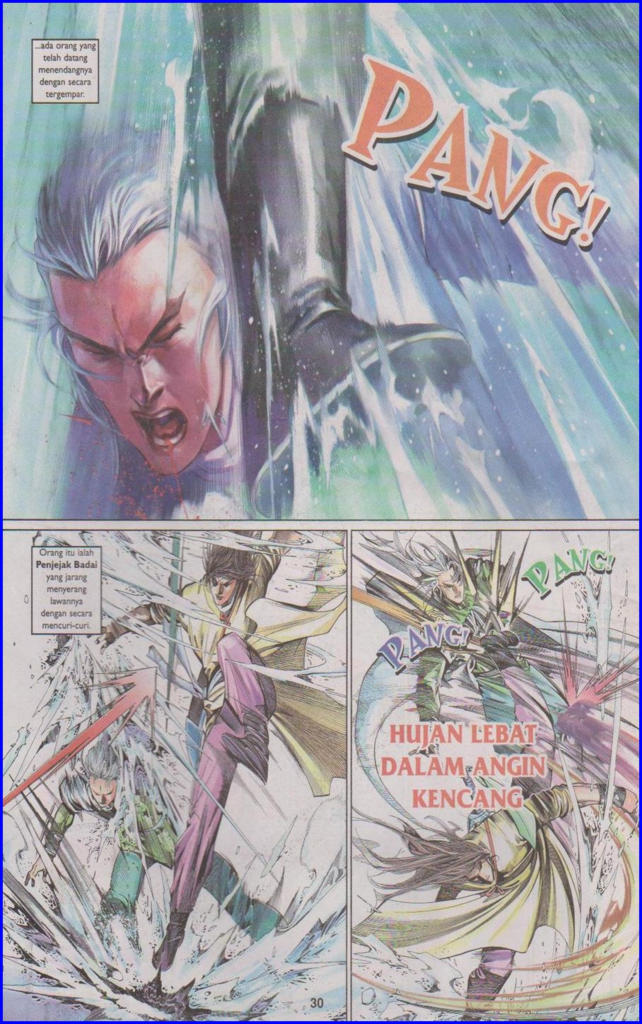 ...ada orang yang
telah datang
menendangnya
dengan secara
tergempar.
PANG!
Orang itu ialah
Penjejak Badai
yang jarang
menyerang
lawannya
dengan secara
mencuri-curi.
30
PANG!
PANG!
HUJAN LEBAT
DALAM ANGIN
KENCANG